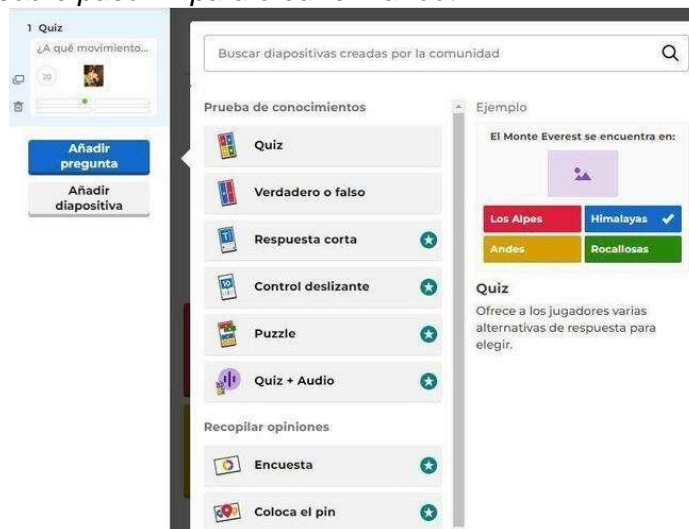 1 Quiz
¿A qué movimiento...
20
Añadir
pregunta
Añadir
diapositiva
Buscar diapositivas creadas por la comunidad
Prueba de conocimientos
Quiz
Verdadero o falso
Respuesta corta
Control deslizante
Puzzle
Quiz + Audio
Recopilar opiniones
Encuesta
Coloca el pin
Ejemplo
El Monte Everest se encuentra en:
Los Alpes
Himalayas
Andes
Rocallosas
Quiz
Ofrece a los jugadores varias
alternativas de respuesta para
elegir.